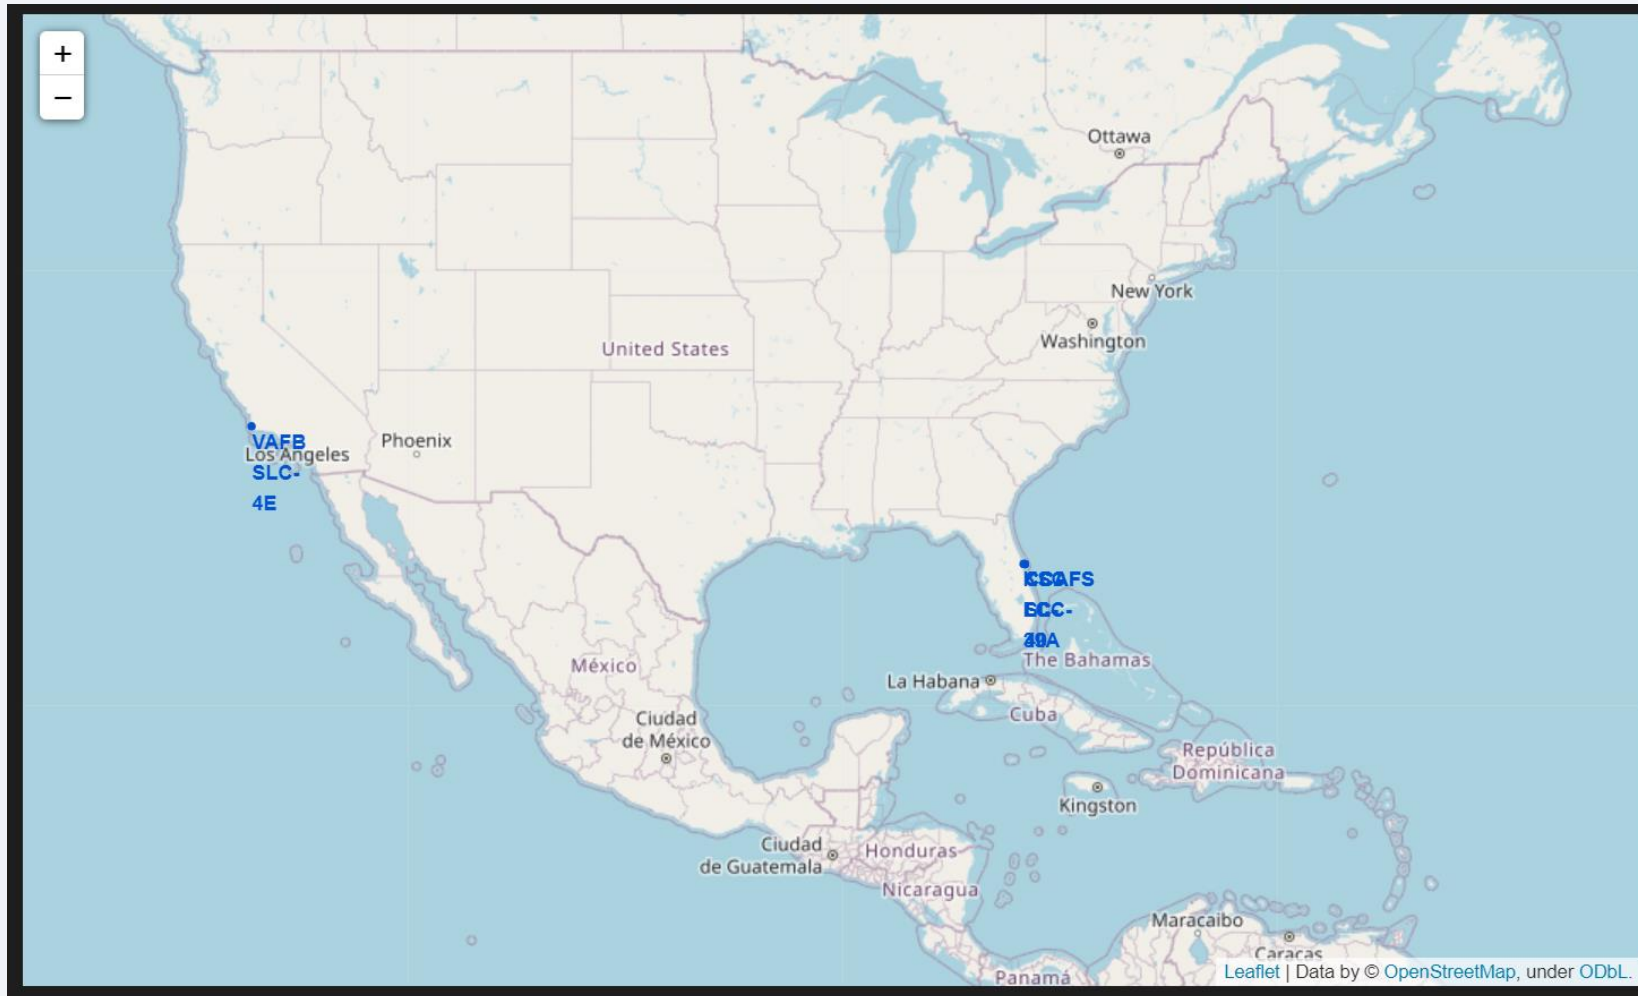 +
−
Ottawa
New York
Washington
United States
Phoenix
VAFB
Los Angeles
SLC-
4E
The Bahamas
México
La Habana
Cuba
Ciudad
de México
República
Dominicana
Kingston
Ciudad
de Guatemala
Honduras
Nicaragua
Maracaibo
Caracas
Panamá
Leaflet | Data by © OpenStreetMap, under ODbL.